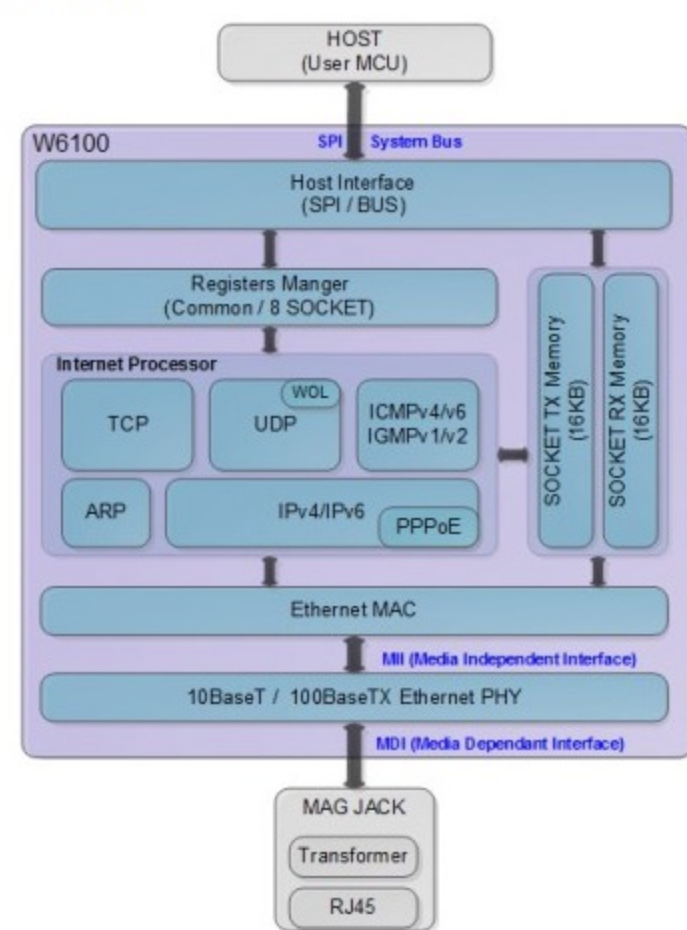 HOST
(User MCU)
W6100
SPI System Bus
Host Interface
(SPI / BUS)
Registers Manger
(Common / 8 SOCKET)
Internet Processor
TCP
UDP
WOL
ICMPv4/v6
IGMPv1/v2
ARP
IPv4/IPv6
PPPoE
SOCKET TX Memory
(16KB)
SOCKET RX Memory
(16KB)
Ethernet MAC
MII (Media Independent Interface)
10BaseT / 100BaseTX Ethernet PHY
MDI (Media Dependant Interface)
MAG JACK
Transformer
RJ45